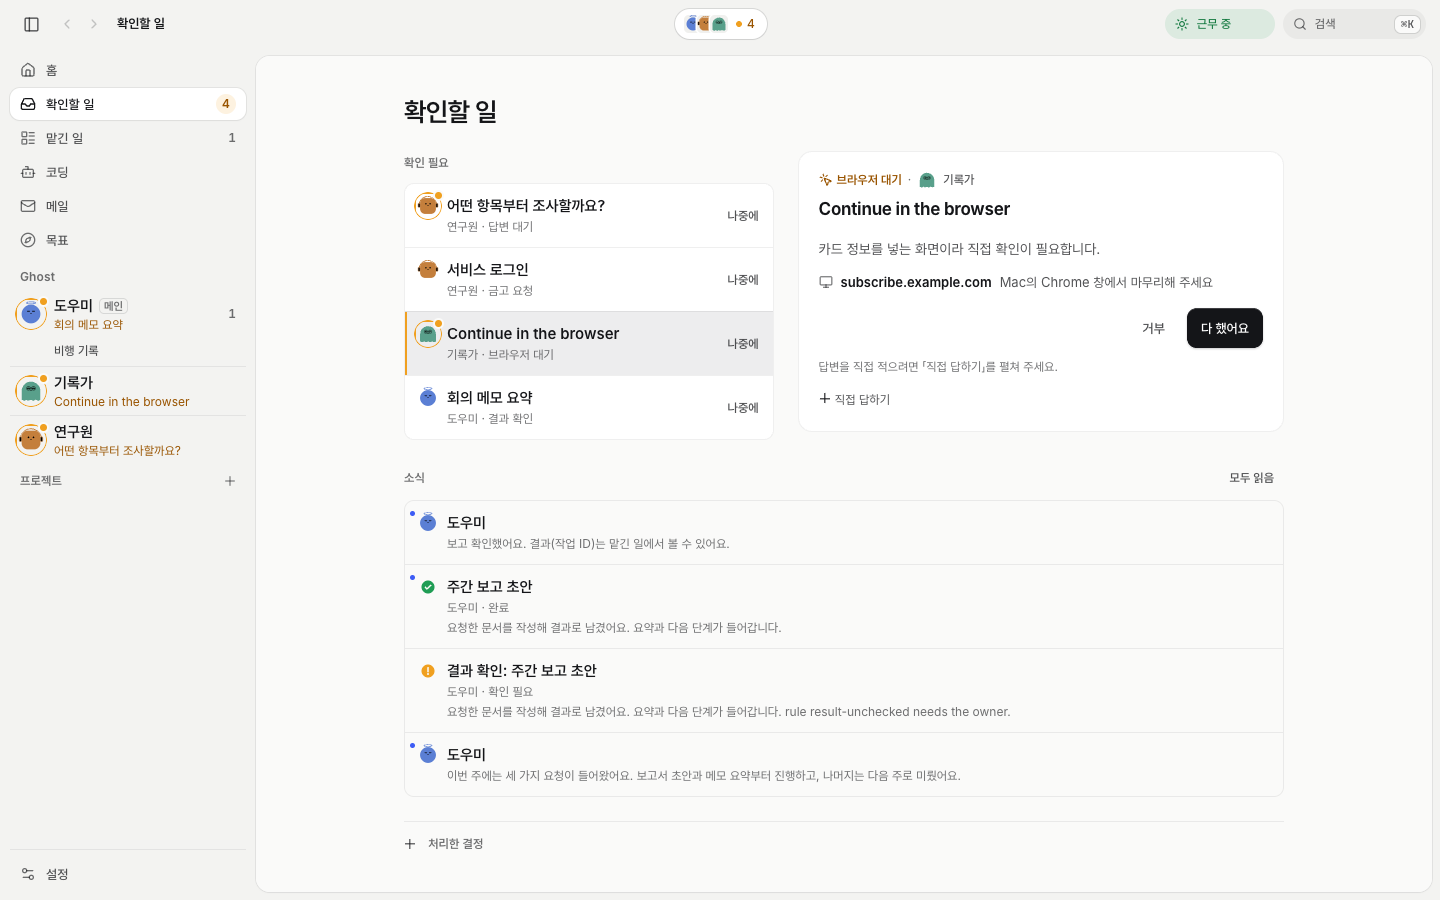 확인할 일
4
근무 중
검색
⌘K
홈
확인할 일
4
맡긴 일
1
코딩
메일
목표
Ghost
도우미
메인
회의 메모 요약
1
비행 기록
기록가
Continue in the browser
연구원
어떤 항목부터 조사할까요?
프로젝트
설정
확인할 일
확인 필요
어떤 항목부터 조사할까요?
연구원 · 답변 대기
나중에
서비스 로그인
연구원 · 금고 요청
나중에
Continue in the browser
기록가 · 브라우저 대기
나중에
회의 메모 요약
도우미 · 결과 확인
나중에
브라우저 대기 · 기록가
Continue in the browser
카드 정보를 넣는 화면이라 직접 확인이 필요합니다.
subscribe.example.com Mac의 Chrome 창에서 마무리해 주세요
거부
다 했어요
답변을 직접 적으려면 「직접 답하기」를 펼쳐 주세요.
직접 답하기
소식
모두 읽음
도우미
보고 확인했어요. 결과(작업 ID)는 맡긴 일에서 볼 수 있어요.
주간 보고 초안
도우미 · 완료
요청한 문서를 작성해 결과로 남겼어요. 요약과 다음 단계가 들어갑니다.
결과 확인: 주간 보고 초안
도우미 · 확인 필요
요청한 문서를 작성해 결과로 남겼어요. 요약과 다음 단계가 들어갑니다. rule result-unchecked needs the owner.
도우미
이번 주에는 세 가지 요청이 들어왔어요. 보고서 초안과 메모 요약부터 진행하고, 나머지는 다음 주로 미뤘어요.
처리한 결정